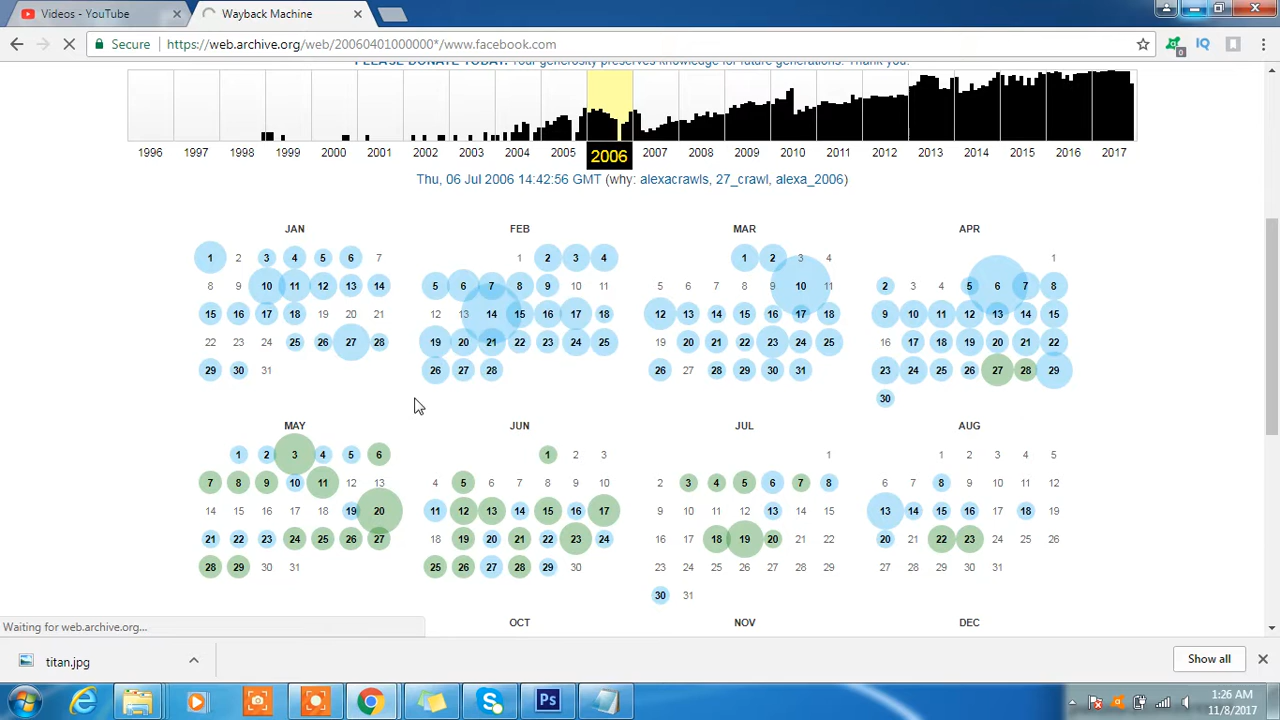 Videos - YouTube
Wayback Machine
Secure
https://web.archive.org/web/20060401000000*/www.facebook.com
0
IQ
PLEASE DONATE TODAY. Your generosity preserves knowledge for future generations. Thank you.
1996 1997 1998 1999 2000 2001 2002 2003 2004 2005 2006 2007 2008 2009 2010 2011 2012 2013 2014 2015 2016 2017
Thu, 06 Jul 2006 14:42:56 GMT (why: alexacrawls, 27_crawl, alexa_2006)
JAN
1 2 3 4 5 6 7
8 9 10 11 12 13 14
15 16 17 18 19 20 21
22 23 24 25 26 27 28
29 30 31
FEB
1 2 3 4
5 6 7 8 9 10 11
12 13 14 15 16 17 18
19 20 21 22 23 24 25
26 27 28
MAR
1 2 3 4
5 6 7 8 9 10 11
12 13 14 15 16 17 18
19 20 21 22 23 24 25
26 27 28 29 30 31
APR
1
2 3 4 5 6 7 8
9 10 11 12 13 14 15
16 17 18 19 20 21 22
23 24 25 26 27 28 29
30
MAY
1 2 3 4 5 6
7 8 9 10 11 12 13
14 15 16 17 18 19 20
21 22 23 24 25 26 27
28 29 30 31
JUN
1 2 3
4 5 6 7 8 9 10
11 12 13 14 15 16 17
18 19 20 21 22 23 24
25 26 27 28 29 30
JUL
1
2 3 4 5 6 7 8
9 10 11 12 13 14 15
16 17 18 19 20 21 22
23 24 25 26 27 28 29
30 31
AUG
1 2 3 4 5
6 7 8 9 10 11 12
13 14 15 16 17 18 19
20 21 22 23 24 25 26
27 28 29 30 31
OCT
NOV
DEC
Waiting for web.archive.org...
titan.jpg
Show all
Ps
1:26 AM
11/8/2017